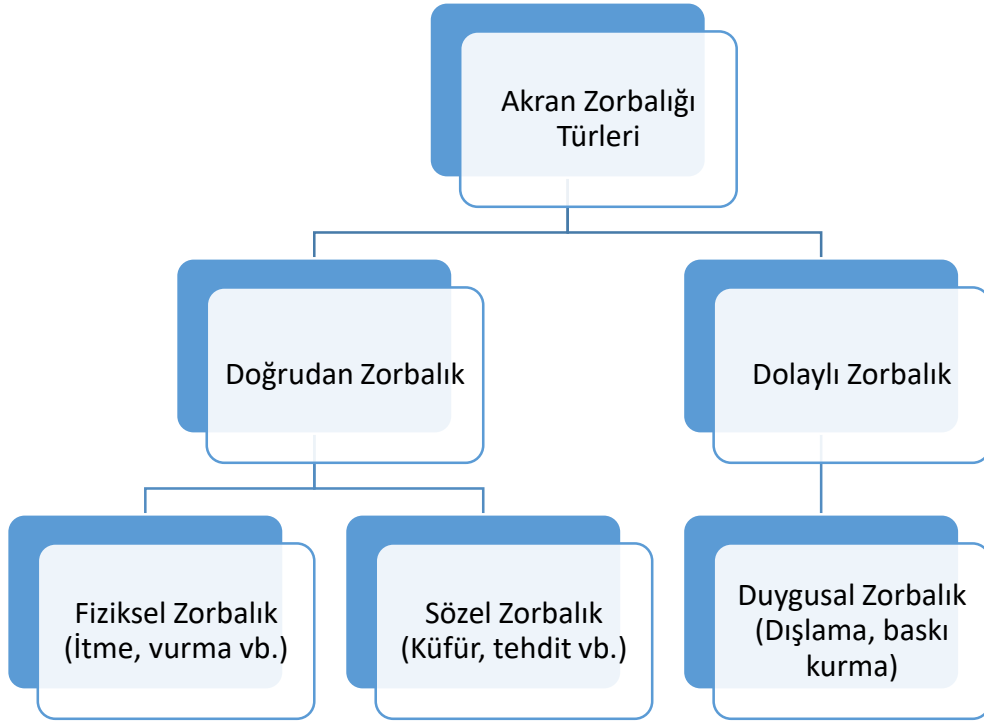 Akran Zorbalığı
Türleri
Doğrudan Zorbalık
Dolaylı Zorbalık
Fiziksel Zorbalık
(İtme, vurma vb.)
Sözel Zorbalık
(Küfür, tehdit vb.)
Duygusal Zorbalık
(Dışlama, baskı
kurma)